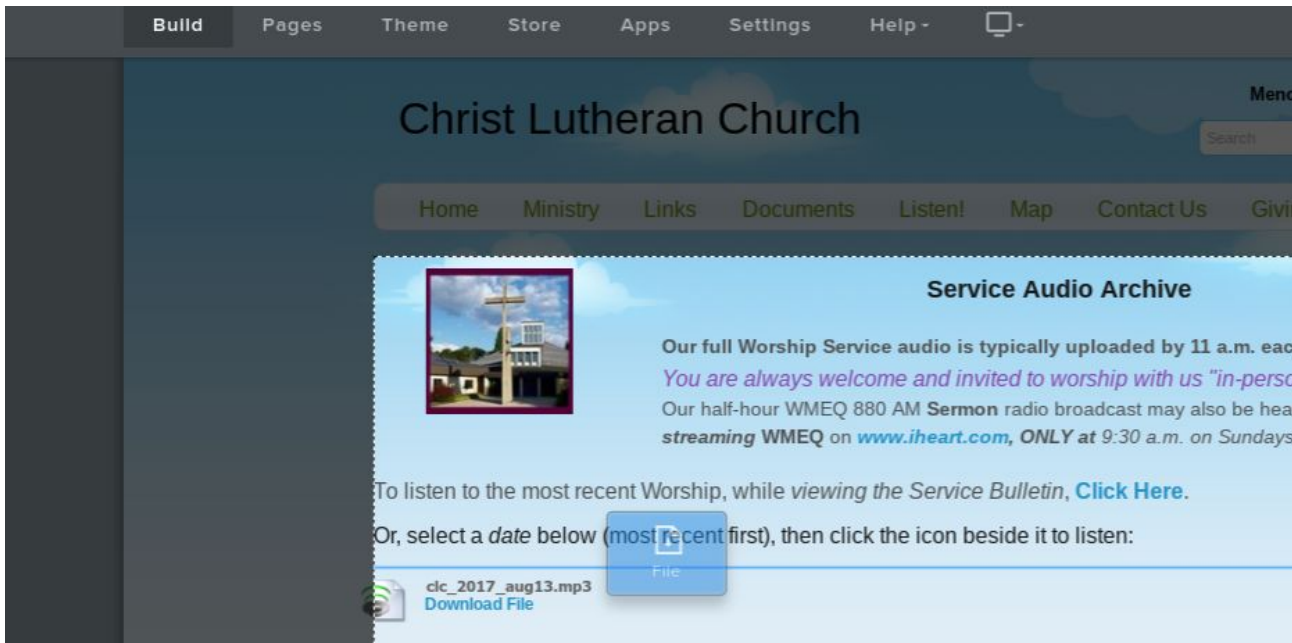 Build Pages Theme Store Apps Settings Help
Christ Lutheran Church
Search
Home Ministry Links Documents Listen! Map Contact Us
Service Audio Archive
Our full Worship Service audio is typically uploaded by 11 a.m.
You are always welcome and invited to worship with us
Our half-hour WMEQ 880 AM Sermon radio broadcast may also be
streaming WMEQ on www.iheart.com, ONLY at 9:30 a.m. on Sundays
To listen to the most recent Worship, while viewing the Service Bulletin, Click Here.
Or, select a date below (most recent first), then click the icon beside it to listen:
File
clc_2017_aug13.mp3
Download File